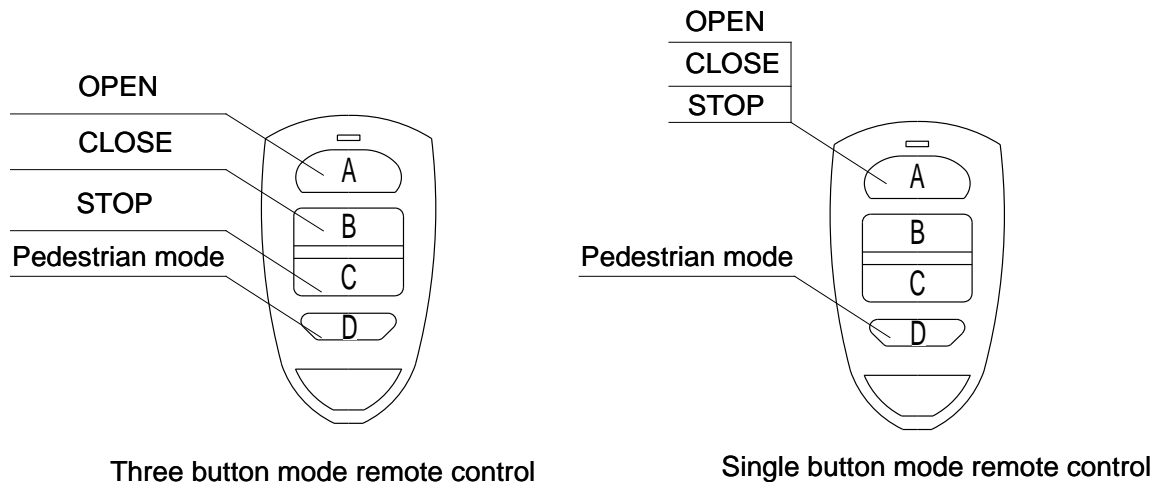 OPEN
CLOSE
STOP
Pedestrian mode
A
B
C
D
Three button mode remote control
OPEN
CLOSE
STOP
Pedestrian mode
A
B
C
D
Single button mode remote control